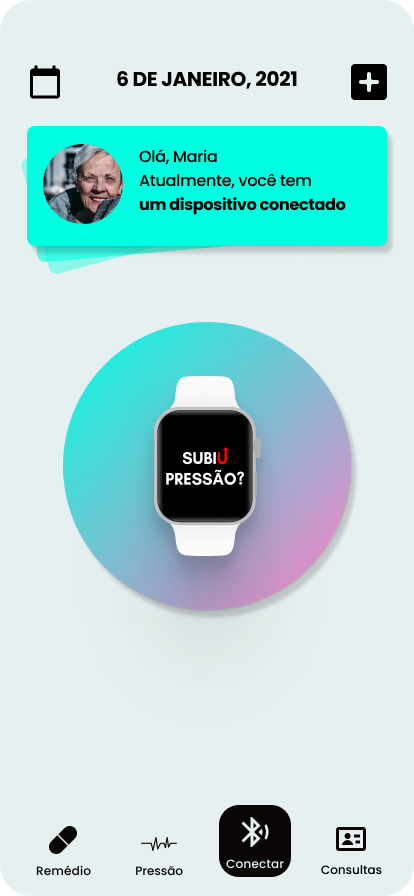 6 DE JANEIRO, 2021
Olá, Maria
Atualmente, você tem
um dispositivo conectado
SUBIU
PRESSÃO?
Remédio
Pressão
Conectar
Consultas